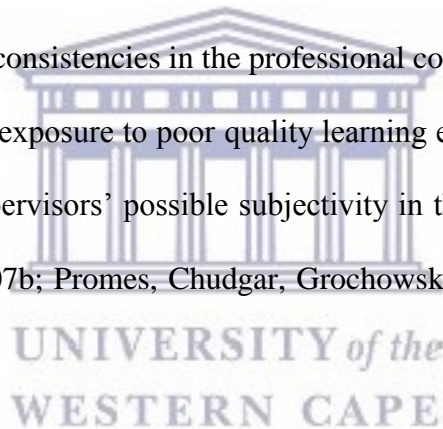 consistencies in the professional co
exposure to poor quality learning e
pervisors' possible subjectivity in t
07b; Promes, Chudgar, Grochowsk
UNIVERSITY of the
WESTERN CAPE